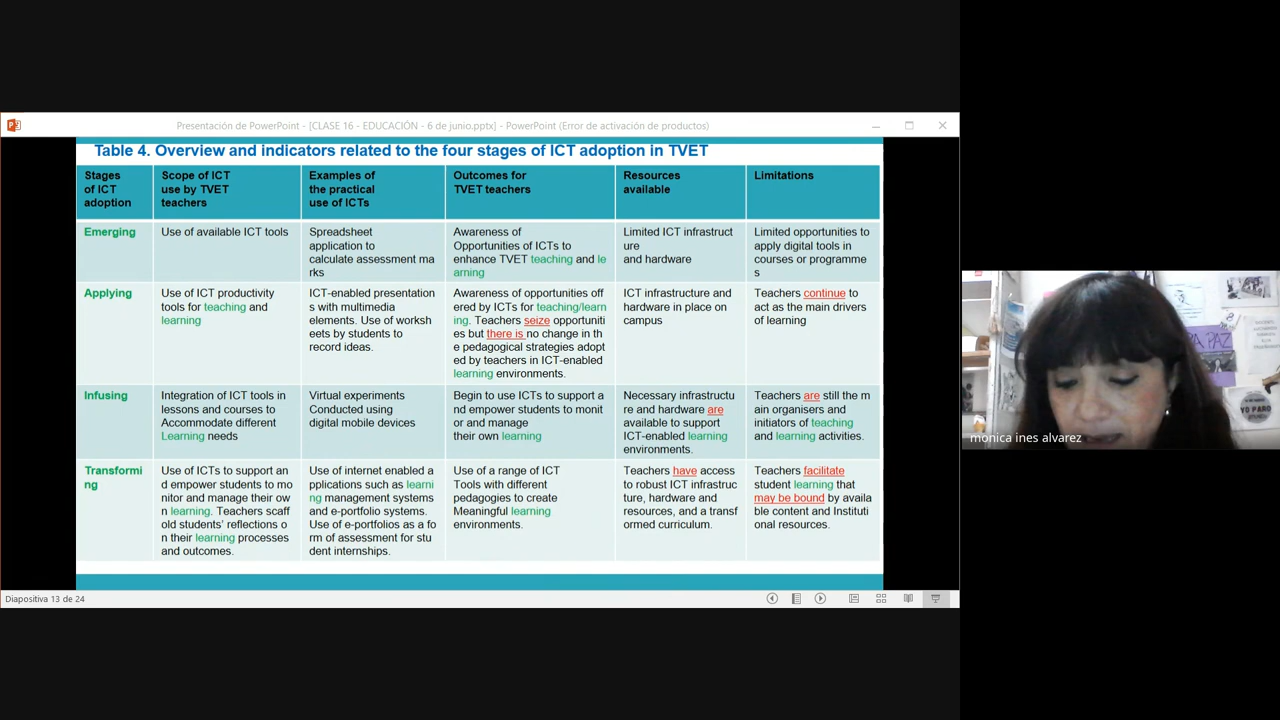 Presentación de PowerPoint - [CLASE 16 - EDUCACIÓN - 6 de junio.pptx] - PowerPoint (Error de activación de productos)
Table 4. Overview and indicators related to the four stages of ICT adoption in TVET
Stages
of ICT
adoption
Scope of ICT
use by TVET
teachers
Examples of
the practical
use of ICTs
Outcomes for
TVET teachers
Resources
available
Limitations
Emerging
Use of available ICT tools
Spreadsheet
application to
calculate assessment ma
rks
Awareness of
Opportunities of ICTs to
enhance TVET teaching and le
arning
Limited ICT infrastruct
ure
and hardware
Limited opportunities to
apply digital tools in
courses or programme
s
Applying
Use of ICT productivity
tools for teaching and
learning
ICT-enabled presentation
s with multimedia
elements. Use of worksh
eets by students to
record ideas.
Awareness of opportunities off
ered by ICTs for teaching/learn
ing. Teachers seize opportuniti
es but there is no change in th
e pedagogical strategies adopt
ed by teachers in ICT-enabled
learning environments.
ICT infrastructure and
hardware in place on
campus
Teachers continue to
act as the main drivers
of learning
Infusing
Integration of ICT tools in
lessons and courses to
Accommodate different
Learning needs
Virtual experiments
Conducted using
digital mobile devices
Begin to use ICTs to support a
nd empower students to monit
or and manage
their own learning
Necessary infrastructu
re and hardware are
available to support
ICT-enabled learning
environments.
Teachers are still the m
ain organisers and
initiators of teaching
and learning activities.
Transformi
ng
Use of ICTs to support an
d empower students to mo
nitor and manage their ow
n learning. Teachers scaff
old students' reflections o
n their learning processes
and outcomes.
Use of internet enabled a
pplications such as learni
ng management systems
and e-portfolio systems.
Use of e-portfolios as a fo
rm of assessment for stu
dent internships.
Use of a range of ICT
Tools with different
pedagogies to create
Meaningful learning
environments.
Teachers have access
to robust ICT infrastruc
ture, hardware and
resources, and a transf
ormed curriculum.
Teachers facilitate
student learning that
may be bound by availa
ble content and Instituti
onal resources.
Diapositiva 13 de 24
PAZ
YO PARO
monica ines alvarez